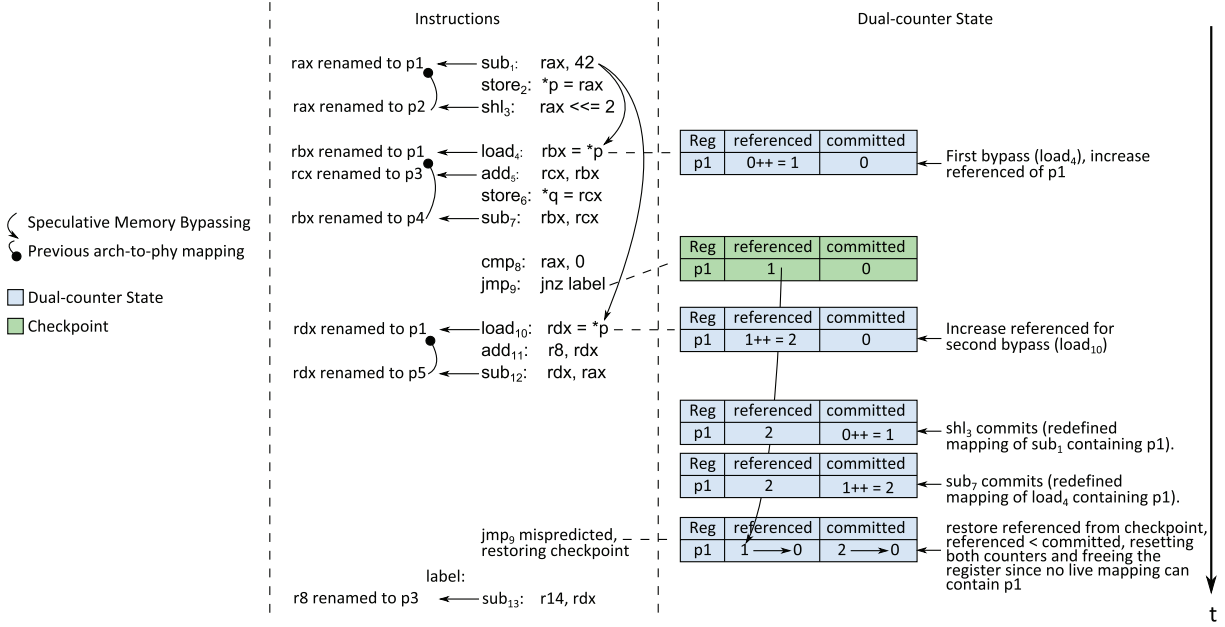 Instructions
Dual-counter State
rax renamed to p1
sub1: rax, 42
store2: *p = rax
rax renamed to p2
shl3: rax <<= 2
rbx renamed to p1
load4: rbx = *p
rcx renamed to p3
add5: rcx, rbx
store6: *q = rcx
rbx renamed to p4
sub7: rbx, rcx
cmp8: rax, 0
jmp9: jnz label
rdx renamed to p1
load10: rdx = *p
add11: r8, rdx
rdx renamed to p5
sub12: rdx, rax
jmp9 mispredicted,
restoring checkpoint
label:
r8 renamed to p3
sub13: r14, rdx
Speculative Memory Bypassing
Previous arch-to-phy mapping
Dual-counter State
Checkpoint
Reg referenced committed
p1 0++ = 1 0
First bypass (load4), increase
referenced of p1
Reg referenced committed
p1 1 0
Reg referenced committed
p1 1++ = 2 0
Increase referenced for
second bypass (load10)
Reg referenced committed
p1 2 0++ = 1
shl3 commits (redefined
mapping of sub1 containing p1).
Reg referenced committed
p1 2 1++ = 2
sub7 commits (redefined
mapping of load4 containing p1).
Reg referenced committed
p1 1 0 2 0
restore referenced from checkpoint,
referenced < committed, resetting
both counters and freeing the
register since no live mapping can
contain p1
t